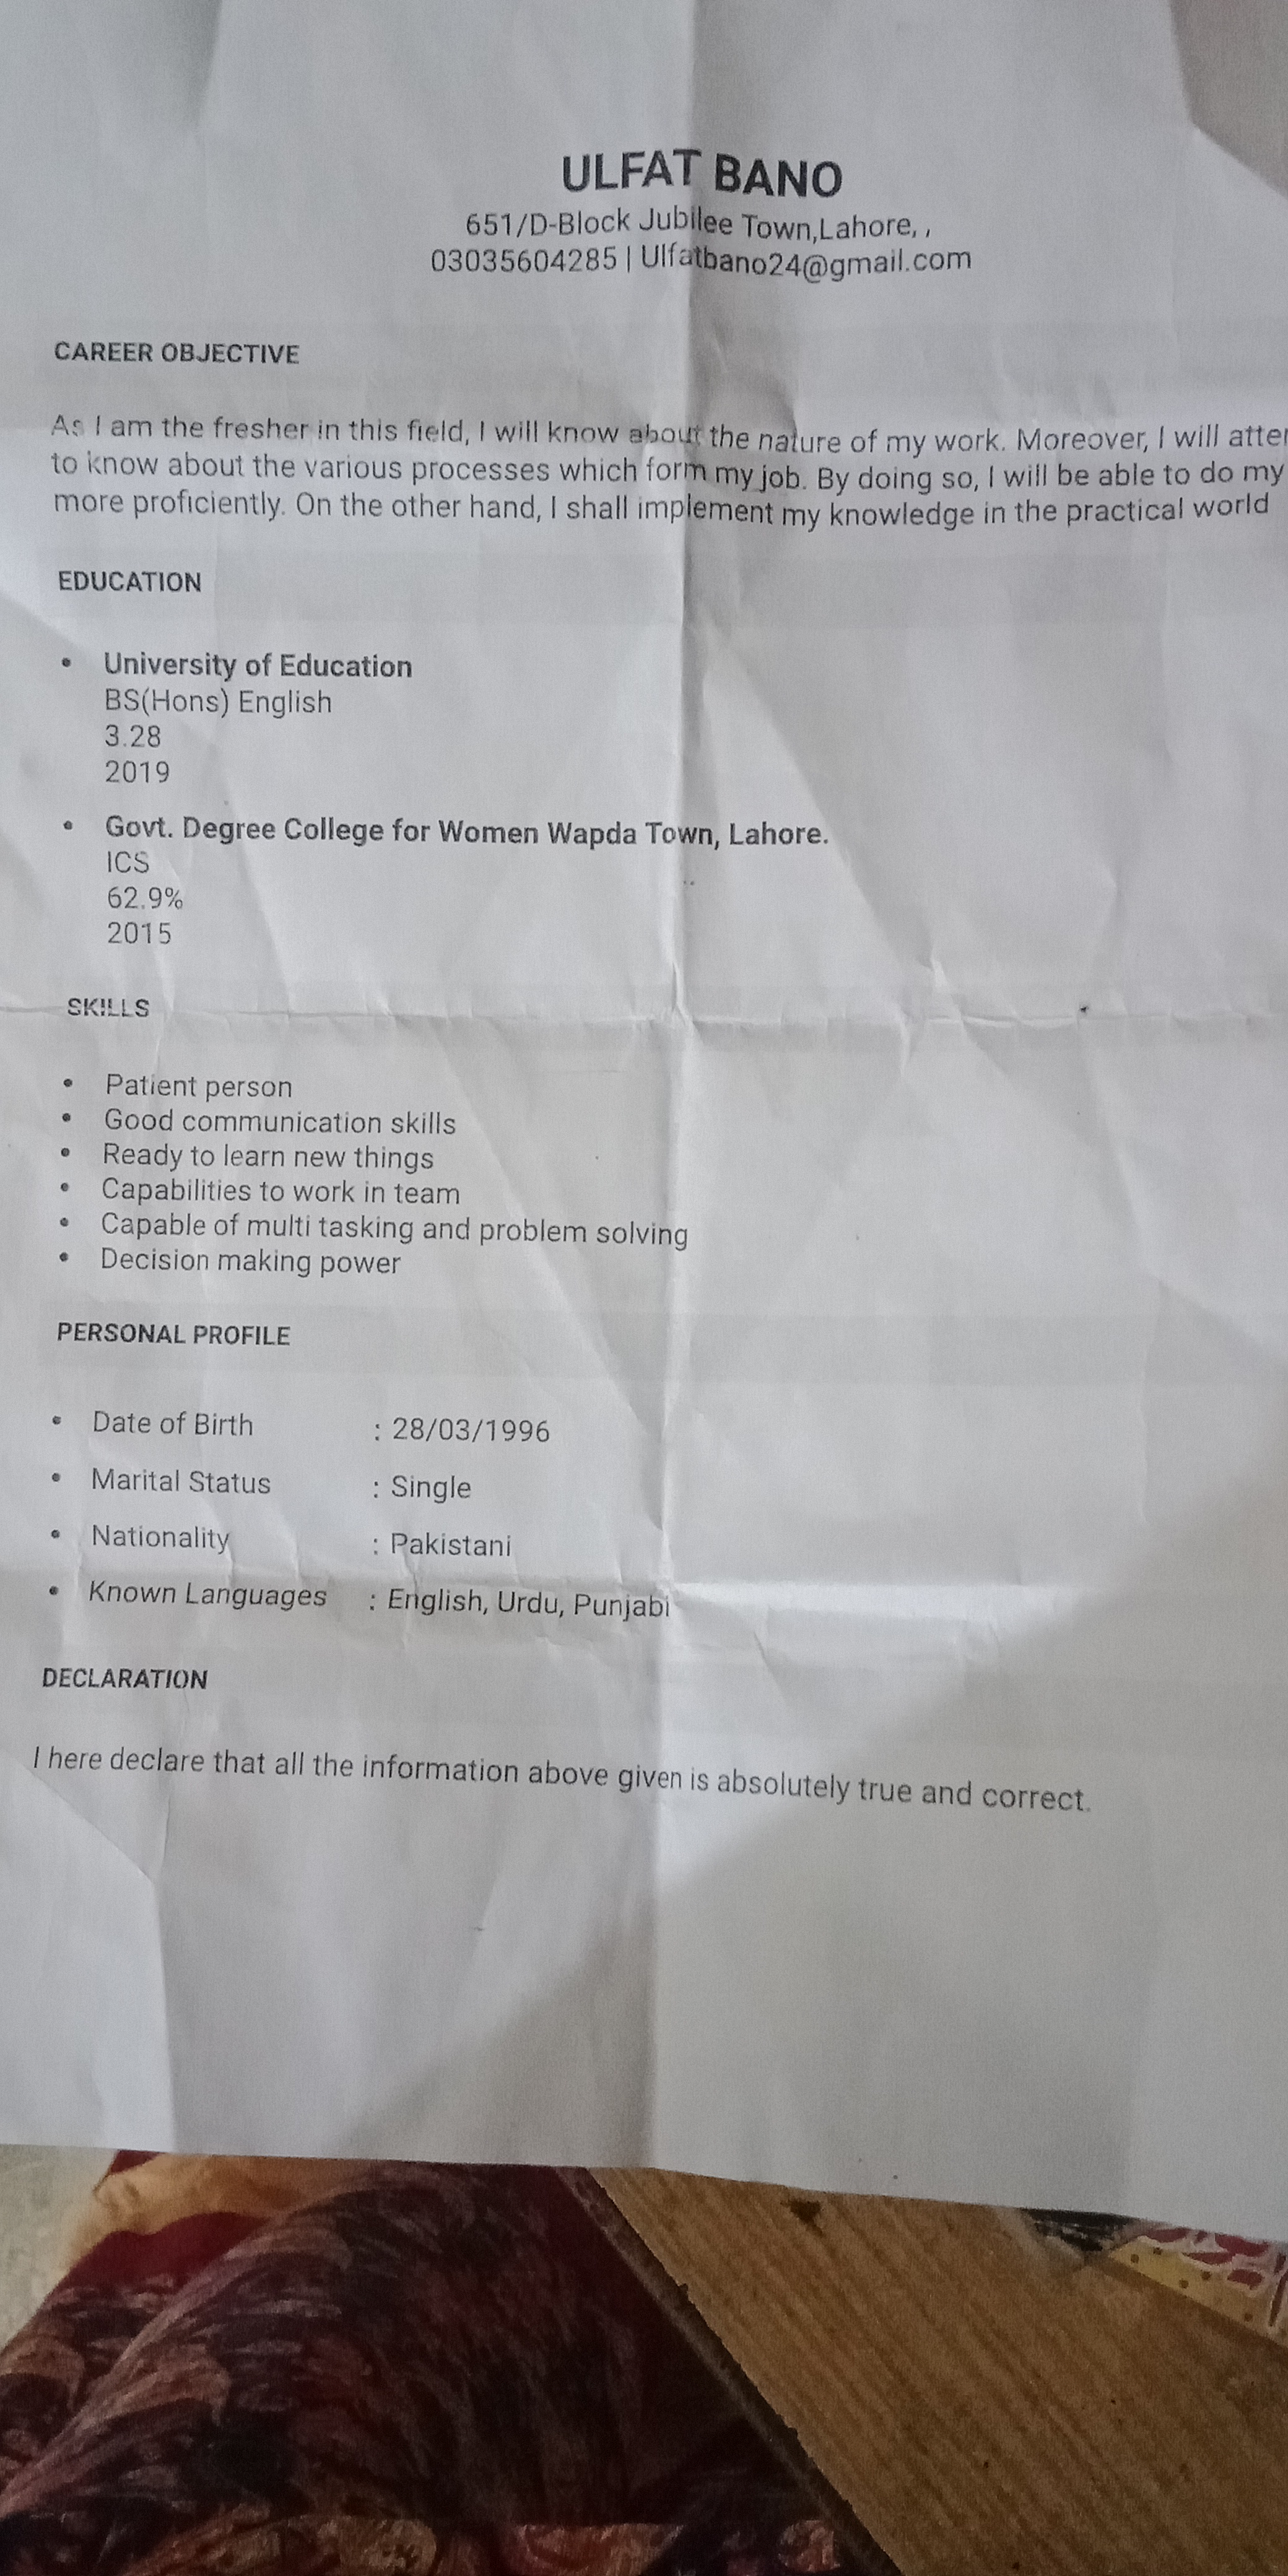 ULFAT BANO
651/D-Block Jubilee Town,Lahore, ,
03035604285 | Ulfatbano24@gmail.com
CAREER OBJECTIVE
As I am the fresher in this field, I will know about the nature of my work. Moreover, I will
to know about the various processes which form my job. By doing so, I will be able to do my
more proficiently. On the other hand, I shall implement my knowledge in the practical world
EDUCATION
• University of Education
BS(Hons) English
3.28
2019
• Govt. Degree College for Women Wapda Town, Lahore.
ICS
62.9%
2015
SKILLS
• Patient person
• Good communication skills
• Ready to learn new things
• Capabilities to work in team
• Capable of multi tasking and problem solving
• Decision making power
PERSONAL PROFILE
• Date of Birth : 28/03/1996
• Marital Status : Single
• Nationality : Pakistani
• Known Languages : English, Urdu, Punjabi
DECLARATION
I here declare that all the information above given is absolutely true and correct.